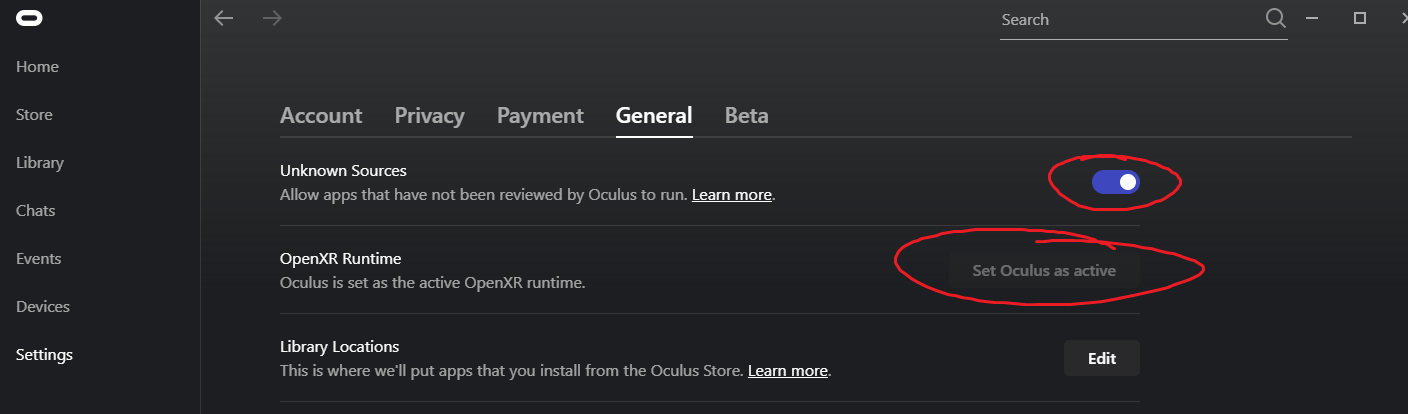 Search
Home
Store
Library
Chats
Events
Devices
Settings
Account Privacy Payment General Beta
Unknown Sources
Allow apps that have not been reviewed by Oculus to run. Learn more.
OpenXR Runtime
Oculus is set as the active OpenXR runtime.
Set Oculus as active
Library Locations
This is where we'll put apps that you install from the Oculus Store. Learn more.
Edit